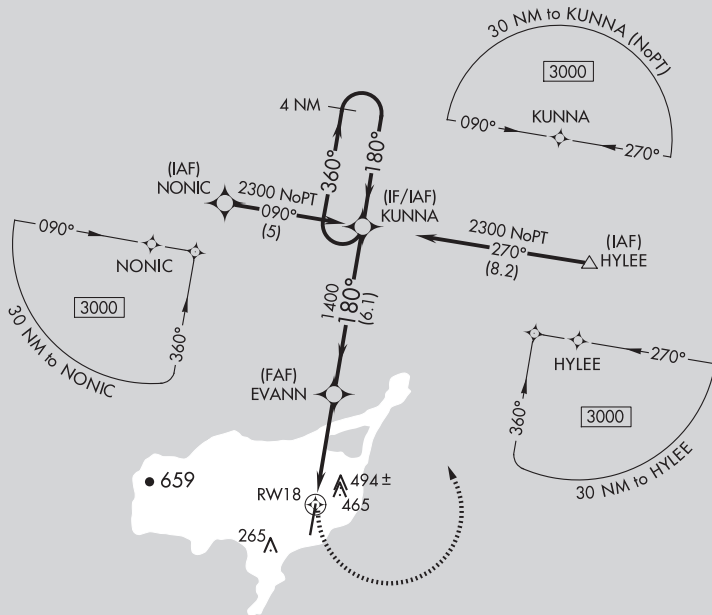 30 NM to KUNNA (NoPT)
3000
KUNNA
090°
270°
4 NM
360°
180°
(IAF)
NONIC
2300 NoPT
090°
(5)
(IF/IAF)
KUNNA
2300 NoPT
270°
(8.2)
(IAF)
HYLEE
090°
NONIC
3000
360°
30 NM to NONIC
1400
180°
(6.1)
HYLEE
270°
360°
3000
30 NM to HYLEE
(FAF)
EVANN
659
RW18
494 ±
465
265